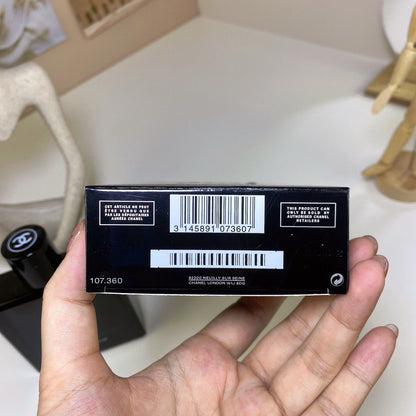 CET ARTICLE NE PEUT
ÊTRE VENDU QUE
PAR LES DÉPOSITAIRES
AGRÉÉS CHANEL
THIS PRODUCT CAN
ONLY BE SOLD BY
AUTHORISED CHANEL
RETAILERS
3 145891 073607
107.360
92200 NEUILLY SUR SEINE
CHANEL LONDON W1J 6DG